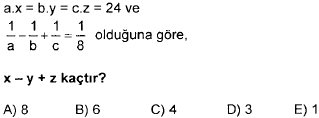 a.x = b.y = c.z = 24 ve
1/a - 1/b + 1/c = 1/8 olduğuna göre,
x – y + z kaçtır?
A) 8 B) 6 C) 4 D) 3 E) 1